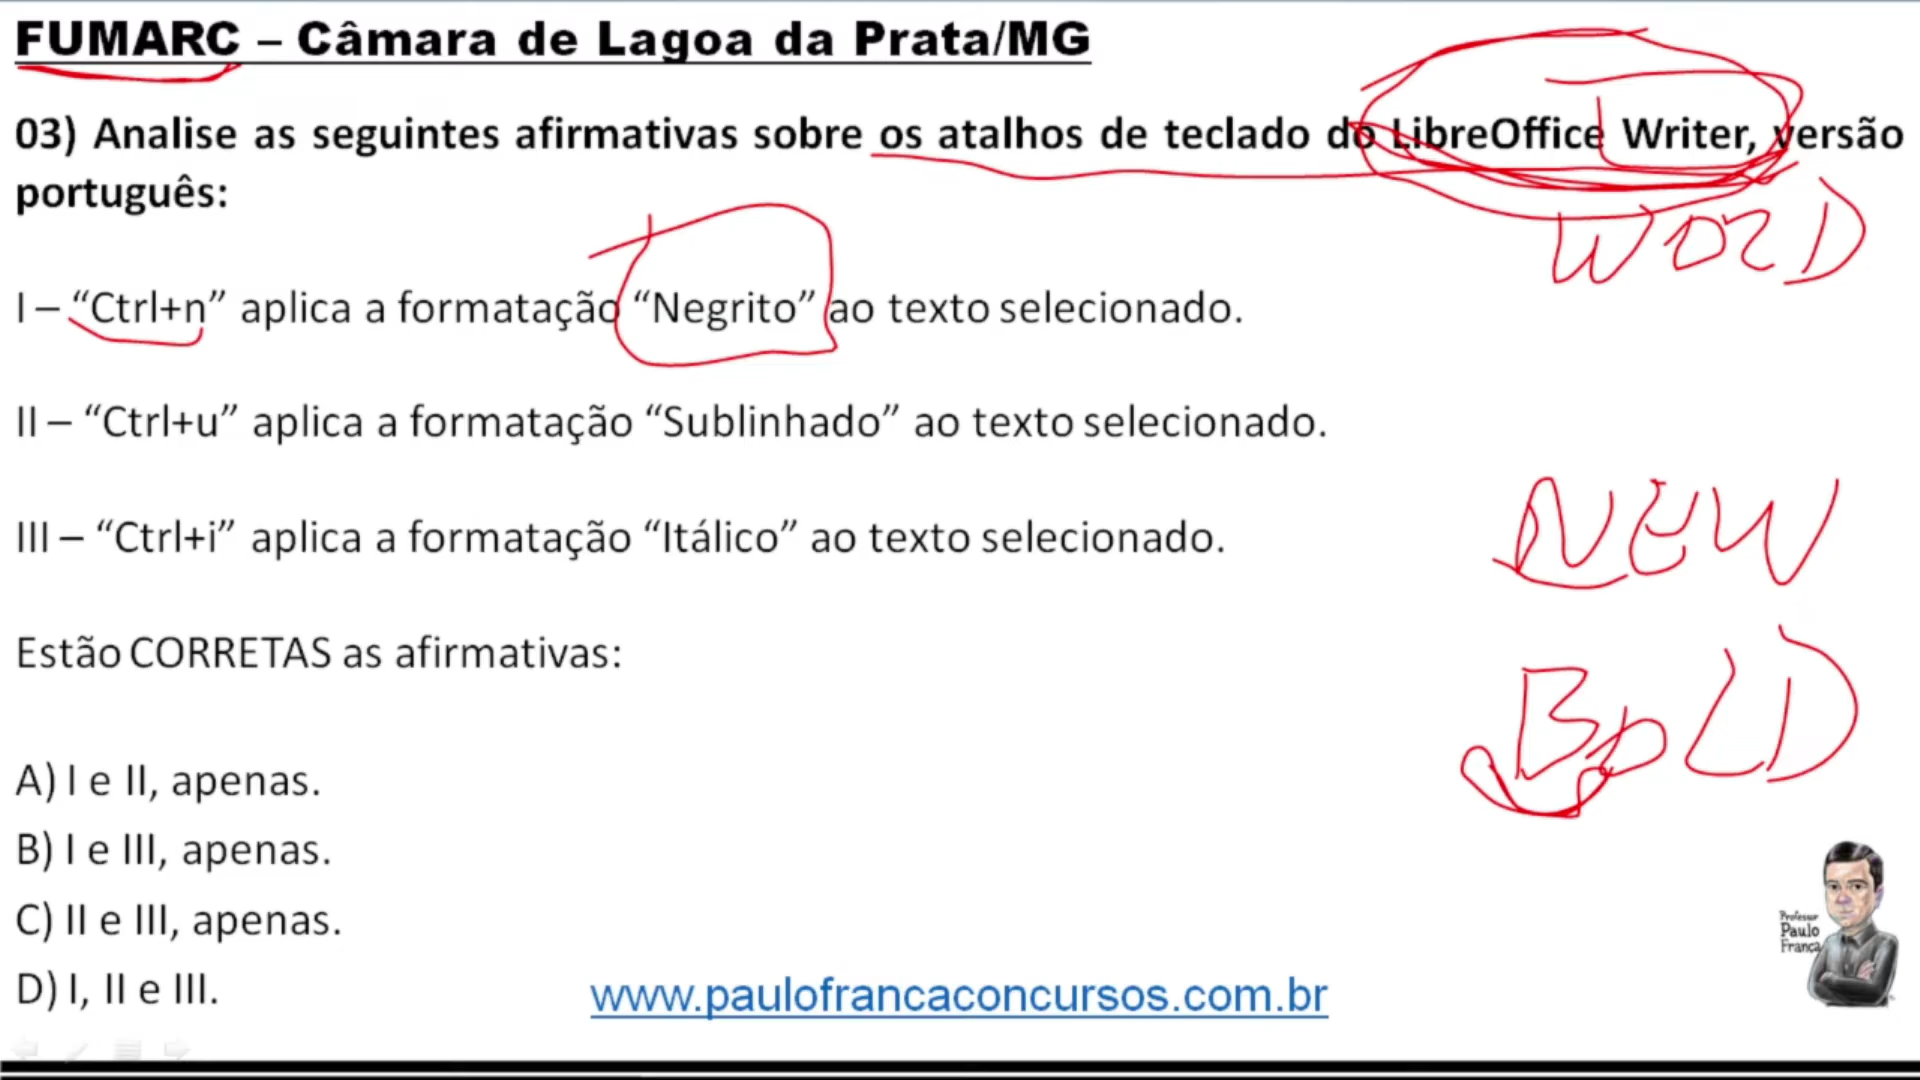 FUMARC – Câmara de Lagoa da Prata/MG
03) Analise as seguintes afirmativas sobre os atalhos de teclado do LibreOffice Writer, versão
português:
WORD
I – “Ctrl+n” aplica a formatação “Negrito” ao texto selecionado.
II – “Ctrl+u” aplica a formatação “Sublinhado” ao texto selecionado.
III – “Ctrl+i” aplica a formatação “Itálico” ao texto selecionado.
NEW
Estão CORRETAS as afirmativas:
BOLD
A) I e II, apenas.
B) I e III, apenas.
C) II e III, apenas.
D) I, II e III.
Professor
Paulo
França
www.paulofrancaconcursos.com.br